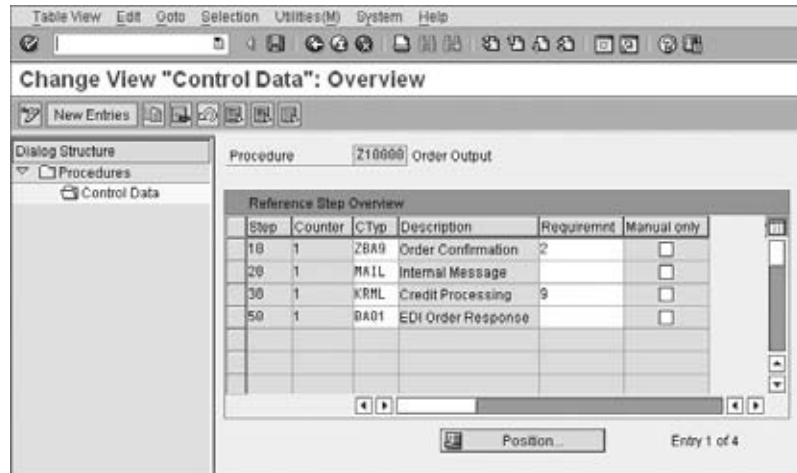 Table View Edit Goto Selection Utilities(M) System Help
Change View "Control Data": Overview
New Entries
Dialog Structure
Procedures
Control Data
Procedure Z10000 Order Output
Reference Step Overview
Step Counter CTyp Description Requiremnt Manual only
10 1 ZBA9 Order Confirmation 2
20 1 MAIL Internal Message
30 1 KRML Credit Processing 9
50 1 BA01 EDI Order Response
Position... Entry 1 of 4